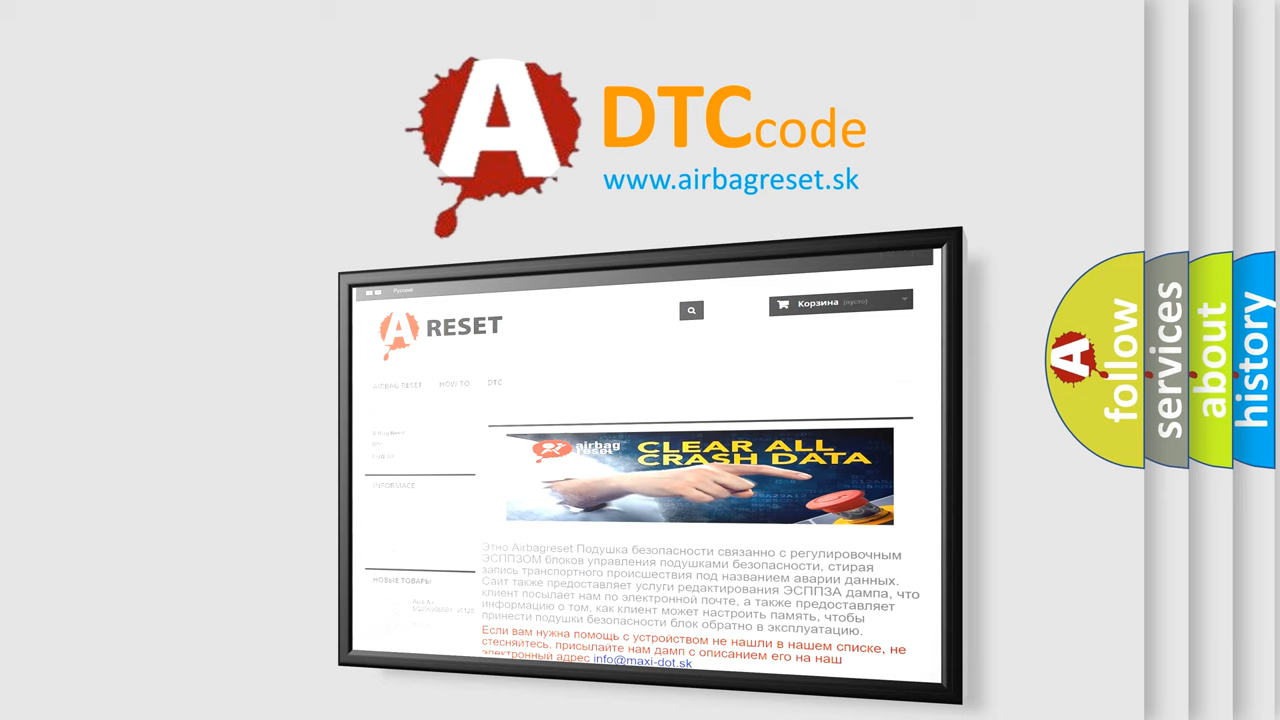 A
DTCcode
www.airbagreset.sk
Русский
A RESET
Корзина (пусто)
AIRBAG RESET HOW TO DTC
INFORMACE
НОВЫЕ ТОВАРЫ
airbag
reset
CLEAR ALL
CRASH DATA
Этно Airbagreset Подушка безопасности связанно с регулировочным
ЭСППЗОМ блоков управления подушками безопасности, стирая
запись транспортного происшествия под названием аварии данных.
Сайт также предоставляет услуги редактирования ЭСППЗА дампа, что
клиент посылает нам по электронной почте, а также предоставляет
информацию о том, как клиент может настроить память, чтобы
принести подушки безопасности блок обратно в эксплуатацию.
Если вам нужна помощь с устройством не нашли в нашем списке, не
стесняйтесь, присылайте нам дамп с описанием его на наш
электронный адрес info@maxi-dot.sk
A
follow
services
about
history